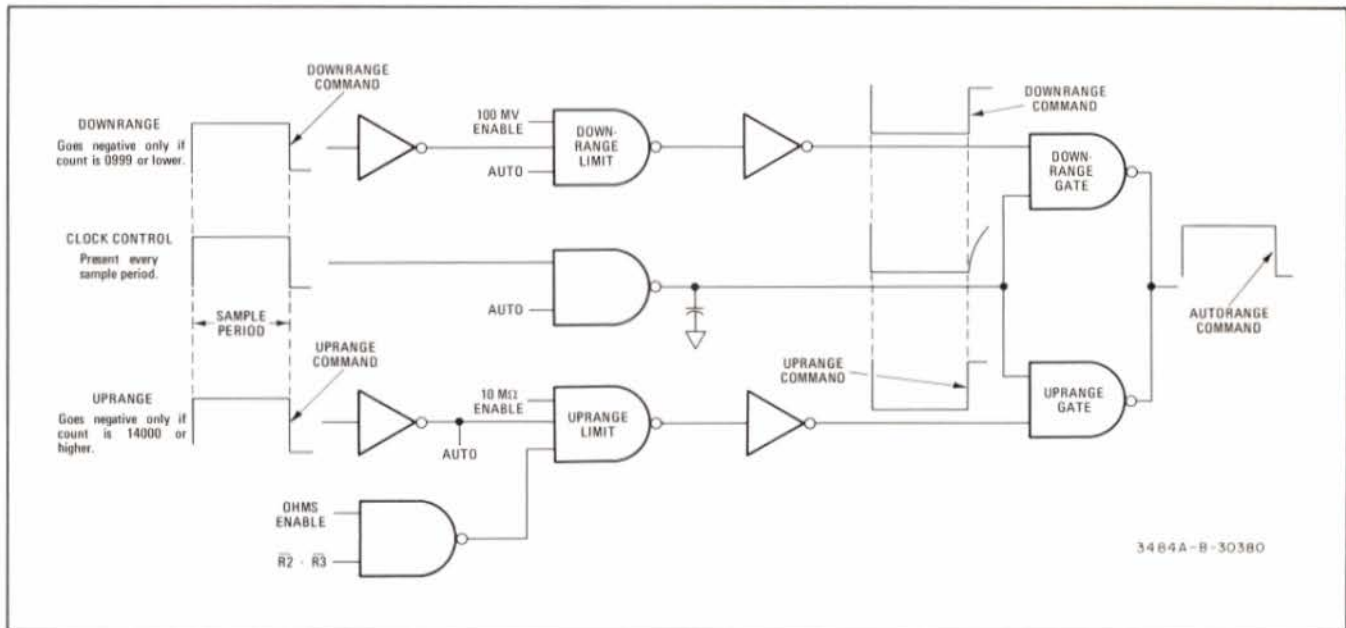 DOWNRANGE
COMMAND
DOWNRANGE
Goes negative only if
count is 0999 or lower.
100 MV
ENABLE
AUTO
DOWN-
RANGE
LIMIT
DOWNRANGE
COMMAND
DOWN-
RANGE
GATE
CLOCK CONTROL
Present every
sample period.
AUTO
SAMPLE
PERIOD
AUTORANGE
COMMAND
UPRANGE
COMMAND
UPRANGE
COMMAND
UPRANGE
Goes negative only if
count is 14000 or
higher.
10 MΩ
ENABLE
AUTO
UPRANGE
LIMIT
UPRANGE
GATE
OHMS
ENABLE
R̅2̅ · R̅3̅
3484A-B-30380